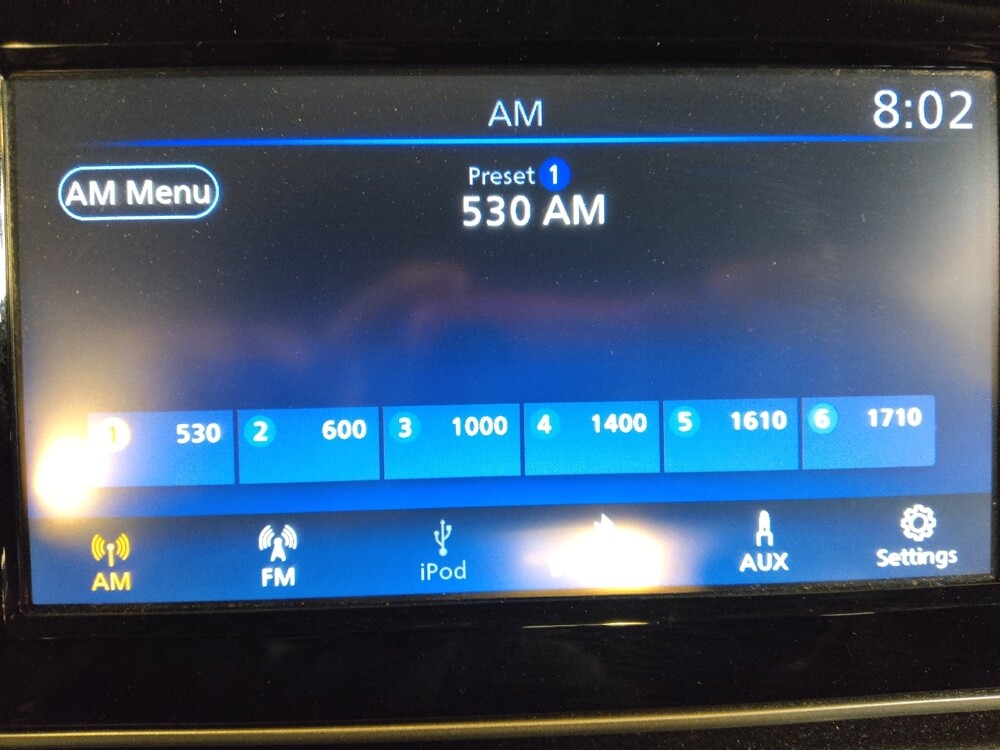 AM
8:02
AM Menu
Preset 1
530 AM
1 530 2 600 3 1000 4 1400 5 1610 6 1710
AM FM iPod AUX Settings